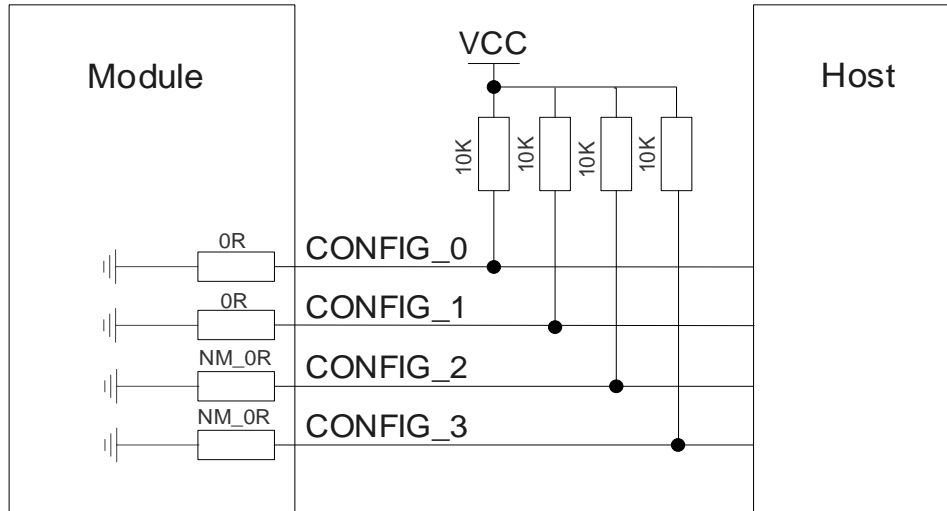 VCC
Module
Host
10K
10K
10K
10K
0R
CONFIG_0
0R
CONFIG_1
NM_0R
CONFIG_2
NM_0R
CONFIG_3